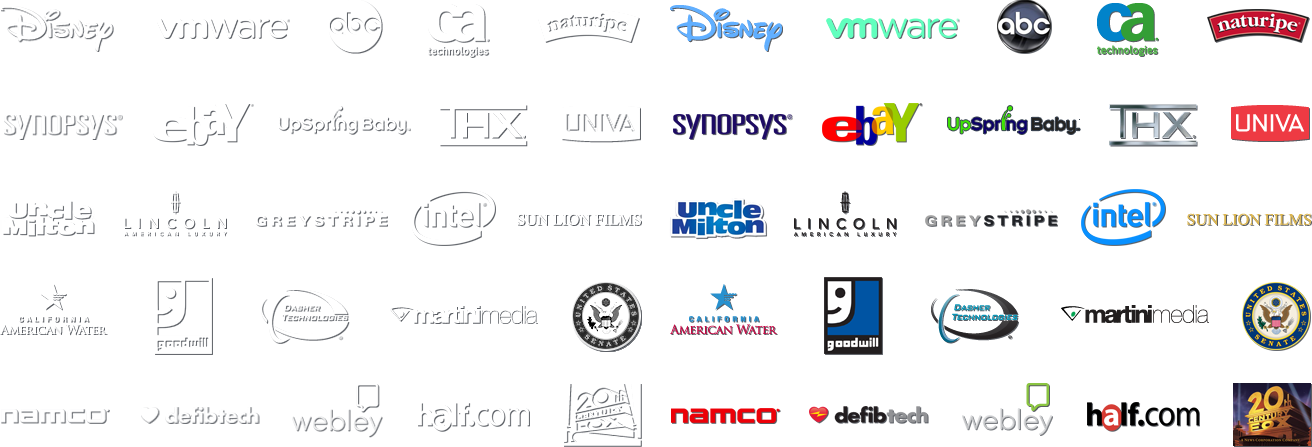 Disney vmware® abc ca technologies naturipe® Disney vmware® abc ca technologies naturipe®
SYNOPSYS® ebaY® UpSpring Baby. THX UNIVA SYNOPSYS® ebaY® UpSpring Baby. THX UNIVA
Uncle Milton LINCOLN AMERICAN LUXURY GREYSTRIPE intel® SUN LION FILMS Uncle Milton LINCOLN AMERICAN LUXURY GREYSTRIPE intel® SUN LION FILMS
CALIFORNIA AMERICAN WATER goodwill DASHER TECHNOLOGIES martinimedia UNITED STATES SENATE CALIFORNIA AMERICAN WATER goodwill DASHER TECHNOLOGIES martinimedia UNITED STATES SENATE
namco® defibtech webley half.com 20th CENTURY FOX namco® defibtech webley half.com 20th CENTURY FOX